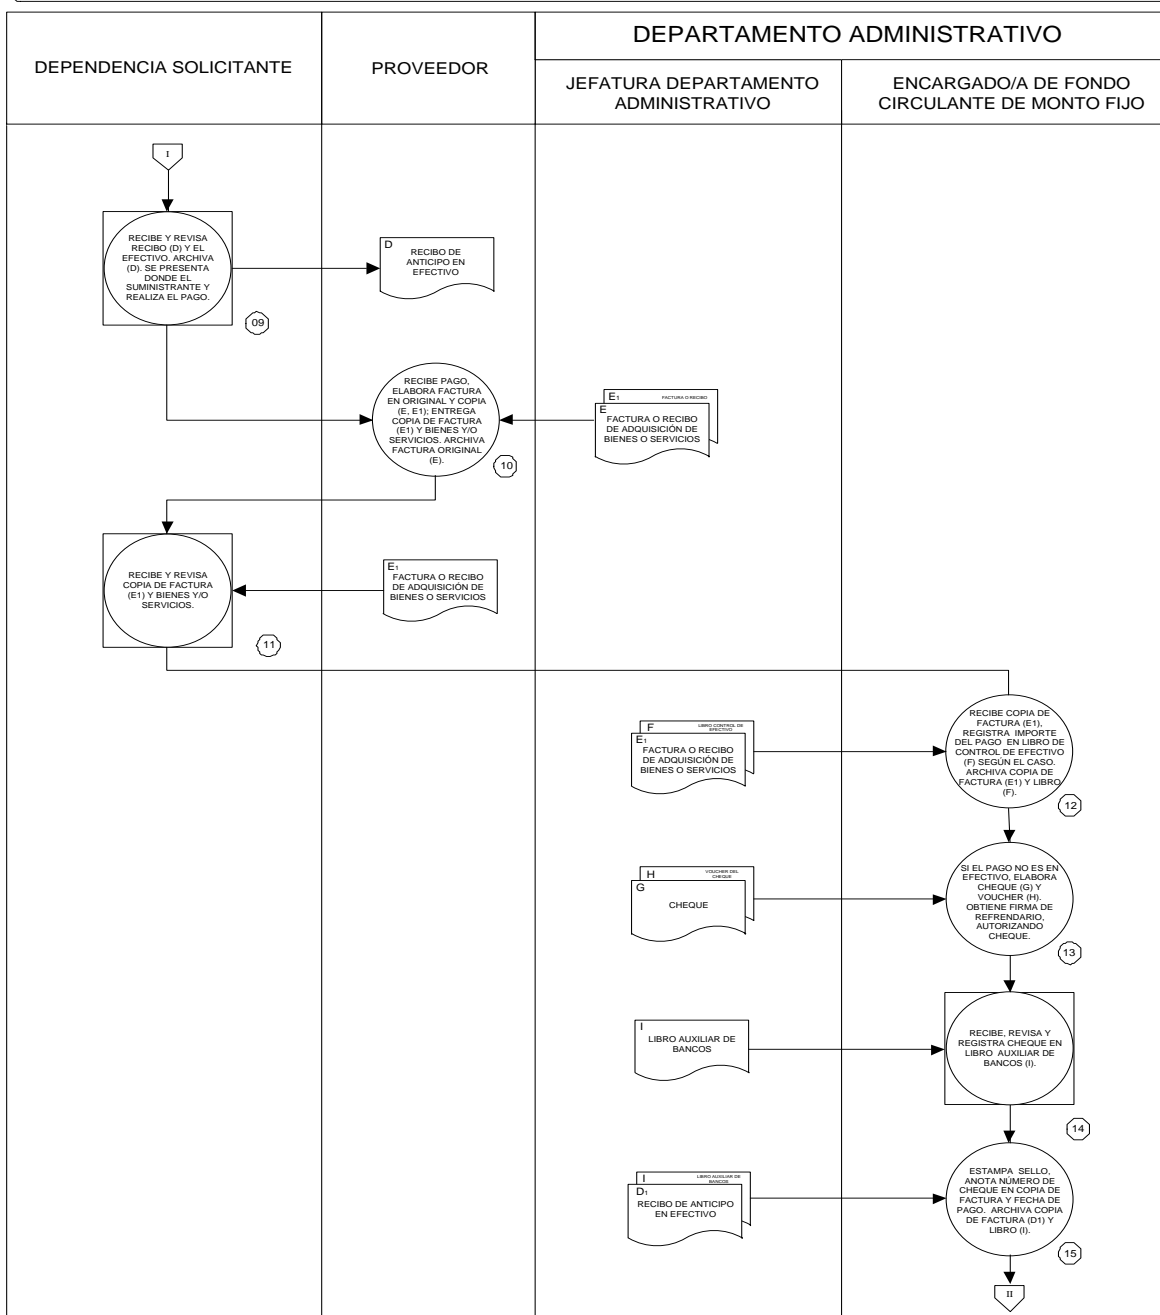 DEPARTAMENTO ADMINISTRATIVO
DEPENDENCIA SOLICITANTE
PROVEEDOR
JEFATURA DEPARTAMENTO
ADMINISTRATIVO
ENCARGADO/A DE FONDO
CIRCULANTE DE MONTO FIJO
I
RECIBE Y REVISA
RECIBO (D) Y EL
EFECTIVO. ARCHIVA
(D). SE PRESENTA
DONDE EL
SUMINISTRANTE Y
REALIZA EL PAGO.
09
D
RECIBO DE
ANTICIPO EN
EFECTIVO
RECIBE PAGO,
ELABORA FACTURA
EN ORIGINAL Y COPIA
(E, E1); ENTREGA
COPIA DE FACTURA
(E1) Y BIENES Y/O
SERVICIOS. ARCHIVA
FACTURA ORIGINAL
(E).
10
E1
FACTURA O RECIBO
E
FACTURA O RECIBO
DE ADQUISICIÓN DE
BIENES O SERVICIOS
RECIBE Y REVISA
COPIA DE FACTURA
(E1) Y BIENES Y/O
SERVICIOS.
11
E1
FACTURA O RECIBO
DE ADQUISICIÓN DE
BIENES O SERVICIOS
F
LIBRO CONTROL DE
EFECTIVO
E1
FACTURA O RECIBO
DE ADQUISICIÓN DE
BIENES O SERVICIOS
RECIBE COPIA DE
FACTURA (E1),
REGISTRA IMPORTE
DEL PAGO EN LIBRO DE
CONTROL DE EFECTIVO
(F) SEGÚN EL CASO.
ARCHIVA COPIA DE
FACTURA (E1) Y LIBRO
(F).
12
H
VOUCHER DEL
CHEQUE
G
CHEQUE
SI EL PAGO NO ES EN
EFECTIVO, ELABORA
CHEQUE (G) Y
VOUCHER (H).
OBTIENE FIRMA DE
REFRENDARIO,
AUTORIZANDO
CHEQUE.
13
I
LIBRO AUXILIAR DE
BANCOS
RECIBE, REVISA Y
REGISTRA CHEQUE EN
LIBRO AUXILIAR DE
BANCOS (I).
14
I
LIBRO AUXILIAR DE
BANCOS
D1
RECIBO DE ANTICIPO
EN EFECTIVO
ESTAMPA SELLO,
ANOTA NÚMERO DE
CHEQUE EN COPIA DE
FACTURA Y FECHA DE
PAGO. ARCHIVA COPIA
DE FACTURA (D1) Y
LIBRO (I).
15
II